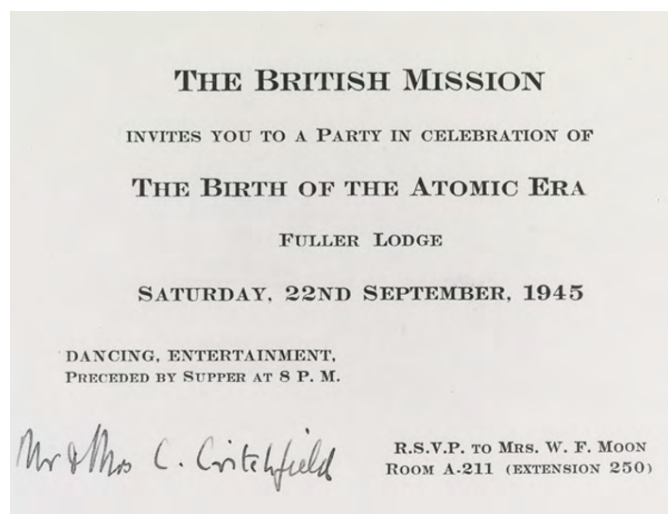 THE BRITISH MISSION
INVITES YOU TO A PARTY IN CELEBRATION OF
THE BIRTH OF THE ATOMIC ERA
FULLER LODGE
SATURDAY, 22ND SEPTEMBER, 1945
DANCING, ENTERTAINMENT,
PRECEDED BY SUPPER AT 8 P. M.
Mr & Mrs C. Critchfield
R.S.V.P. TO MRS. W. F. MOON
ROOM A-211 (EXTENSION 250)